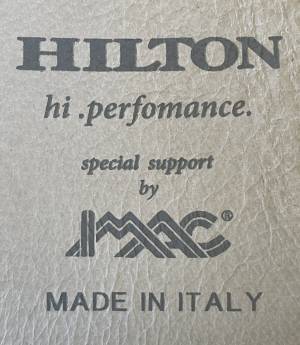 HILTON
hi .perfomance.
special support
by
IMAC®
MADE IN ITALY